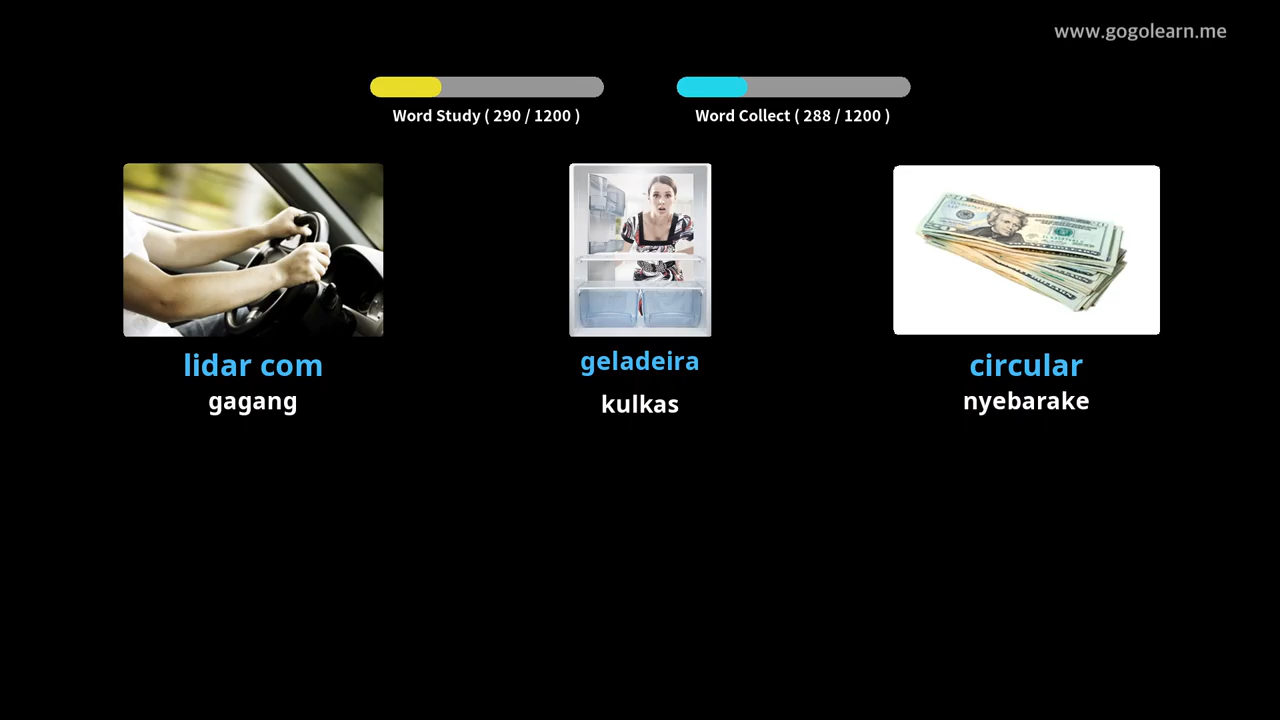 www.gogolearn.me
Word Study ( 290 / 1200 )
Word Collect ( 288 / 1200 )
lidar com
gagang
geladeira
kulkas
circular
nyebarake